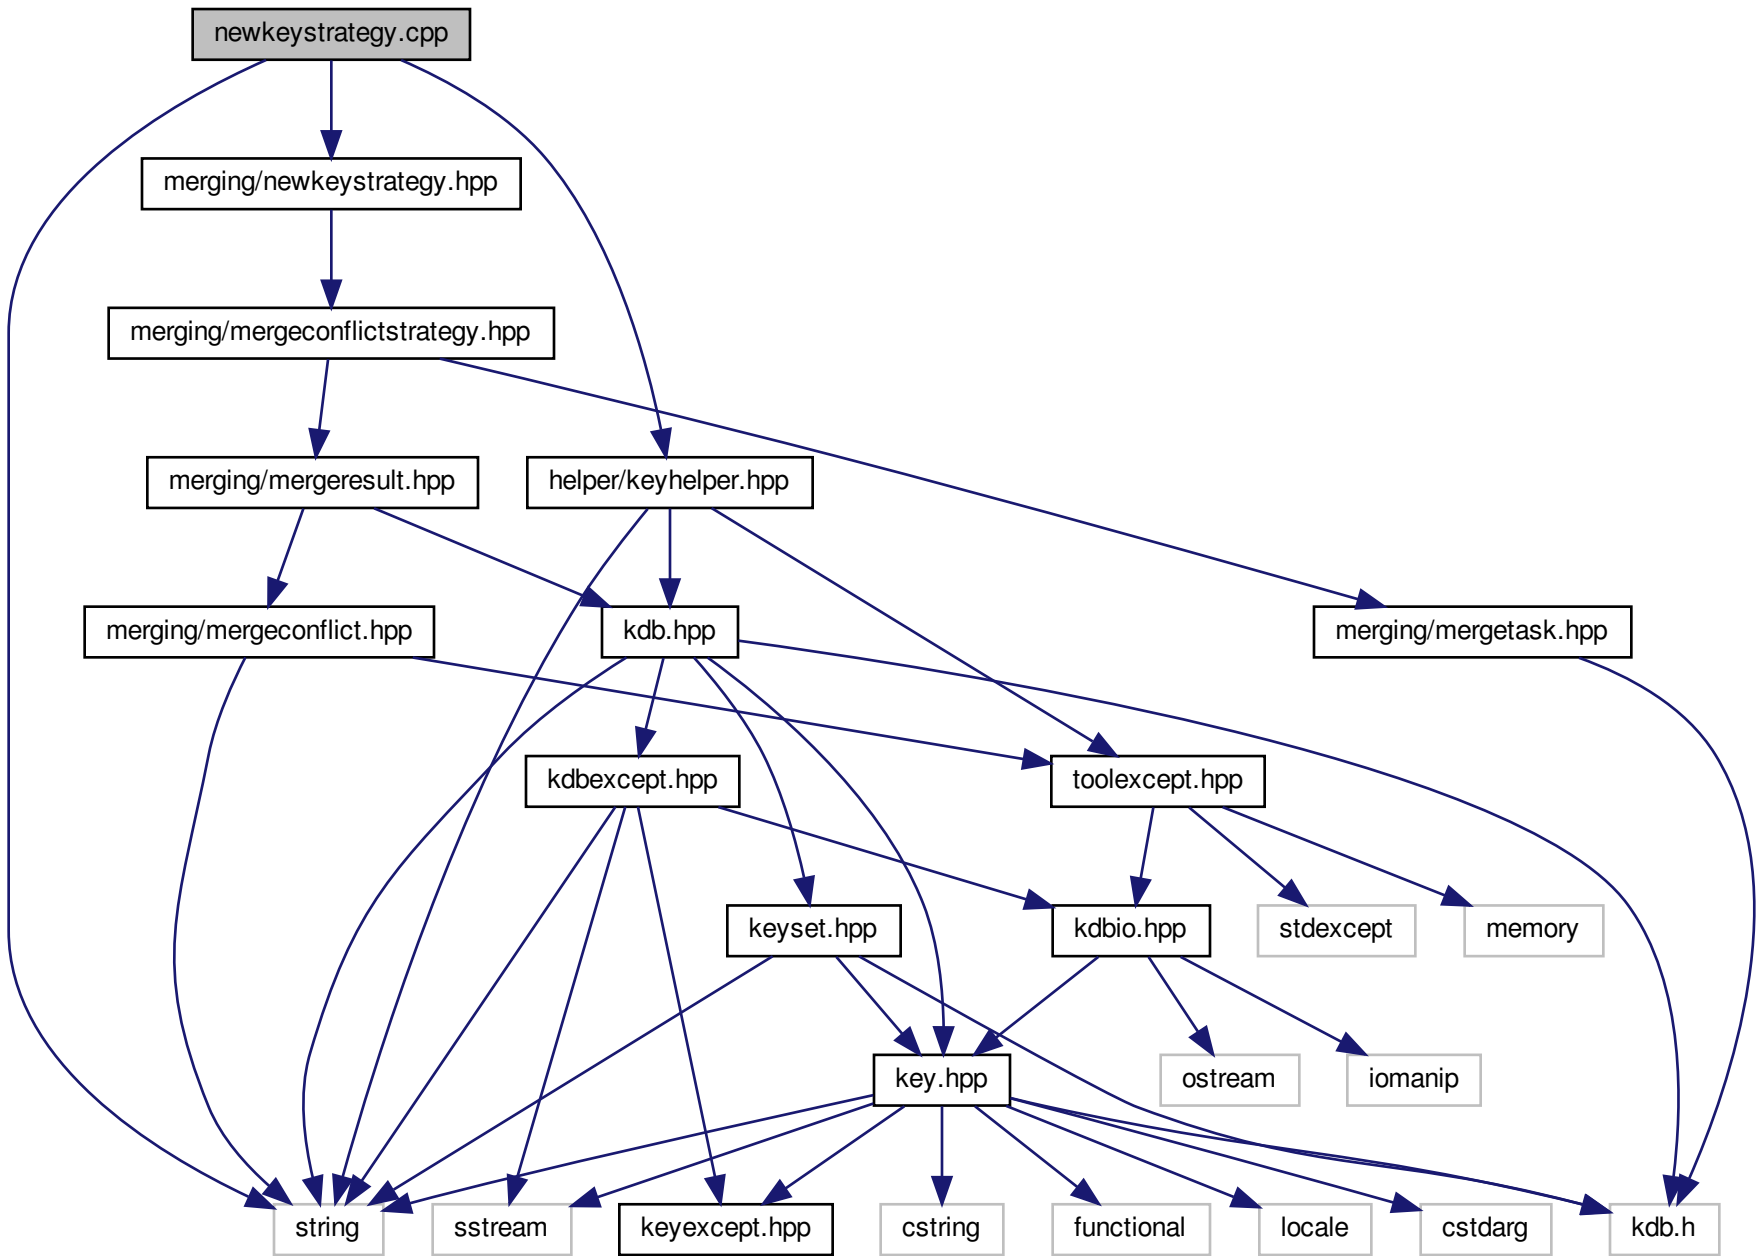 newkeystrategy.cpp
merging/newkeystrategy.hpp
merging/mergeconflictstrategy.hpp
merging/mergeresult.hpp
helper/keyhelper.hpp
merging/mergeconflict.hpp
kdb.hpp
merging/mergetask.hpp
kdbexcept.hpp
toolexcept.hpp
keyset.hpp
kdbio.hpp
stdexcept
memory
key.hpp
ostream
iomanip
string
sstream
keyexcept.hpp
cstring
functional
locale
cstdarg
kdb.h